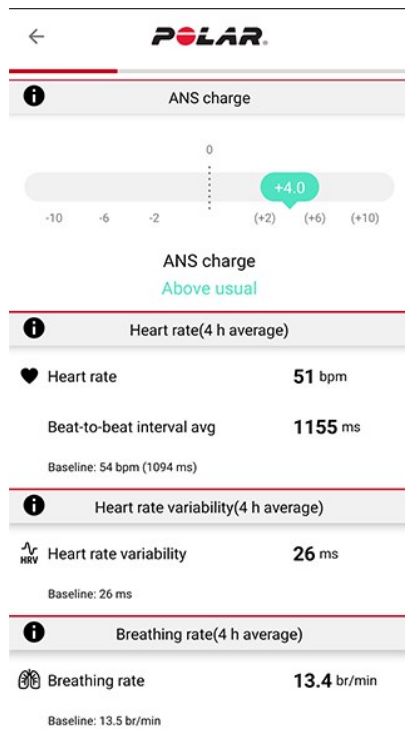 POLAR.
ANS charge
0
+4.0
-10 -6 -2 (+2) (+6) (+10)
ANS charge
Above usual
Heart rate(4 h average)
Heart rate 51 bpm
Beat-to-beat interval avg 1155 ms
Baseline: 54 bpm (1094 ms)
Heart rate variability(4 h average)
HRV Heart rate variability 26 ms
Baseline: 26 ms
Breathing rate(4 h average)
Breathing rate 13.4 br/min
Baseline: 13.5 br/min